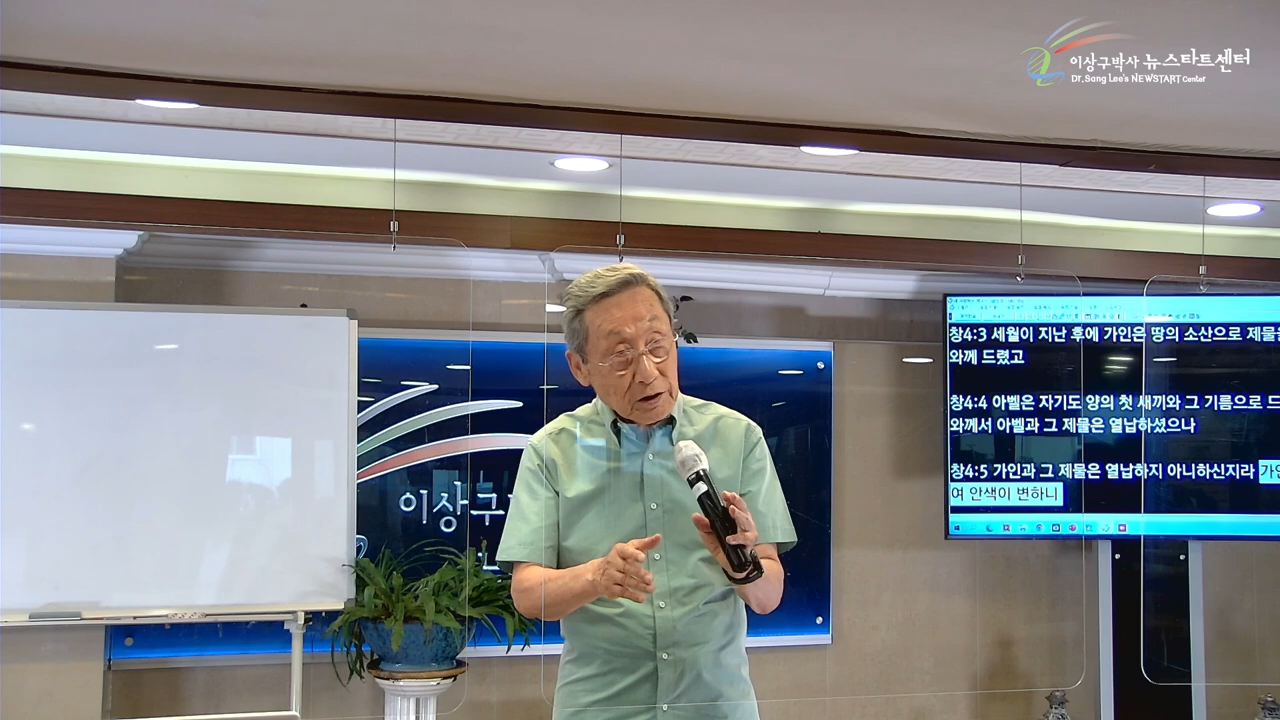 이상구박사 뉴스타트센터
Dr. Sang Lee's NEWSTART Center
창4:3 세월이 지난 후에 가인은 땅의 소산으로
와께 드렸고
창4:4 아벨은 자기도 양의 첫 새끼와 그 기름으로
와께서 아벨과 그 제물은 열납하셨으나
창4:5 가인과 그 제물은 열납하지 아니하신지라
여 안색이 변하니
이상구